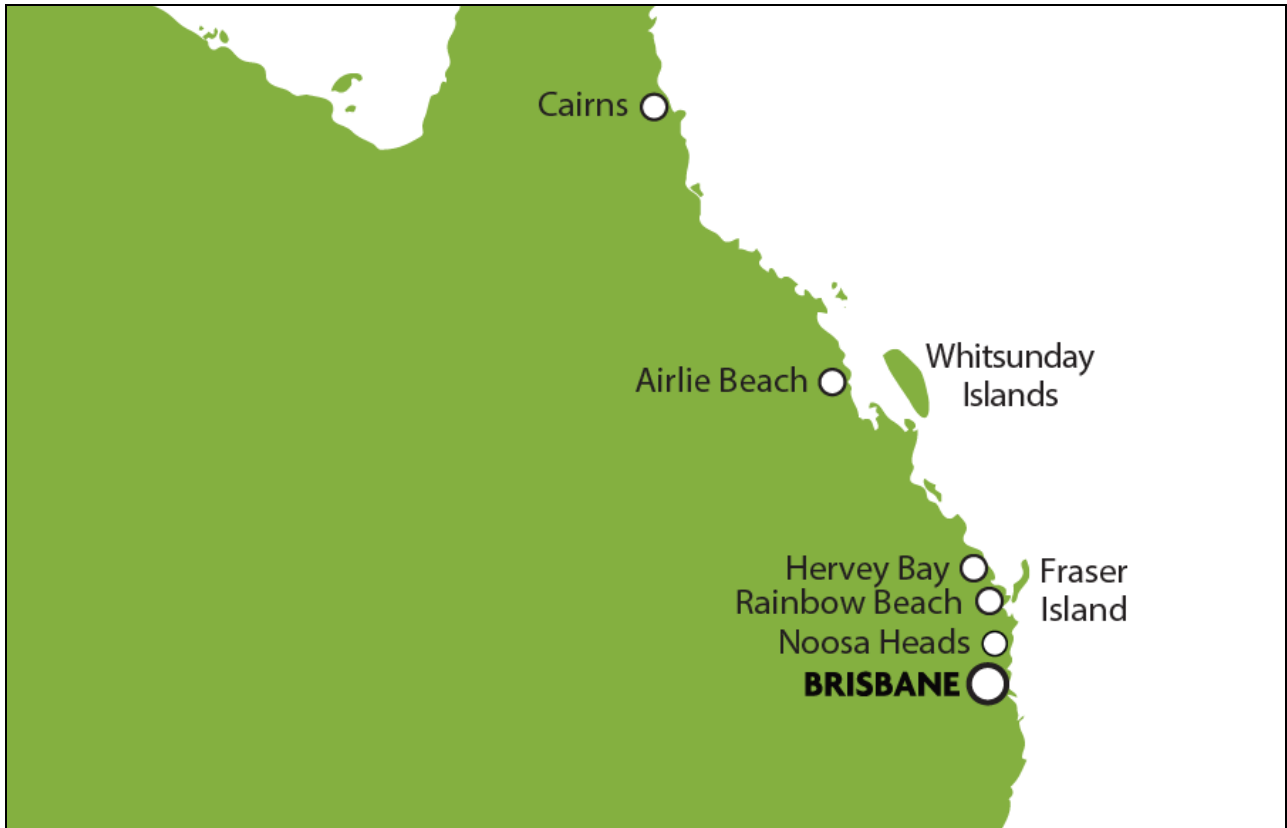 Cairns
Whitsunday
Islands
Airlie Beach
Hervey Bay
Fraser
Island
Rainbow Beach
Noosa Heads
BRISBANE